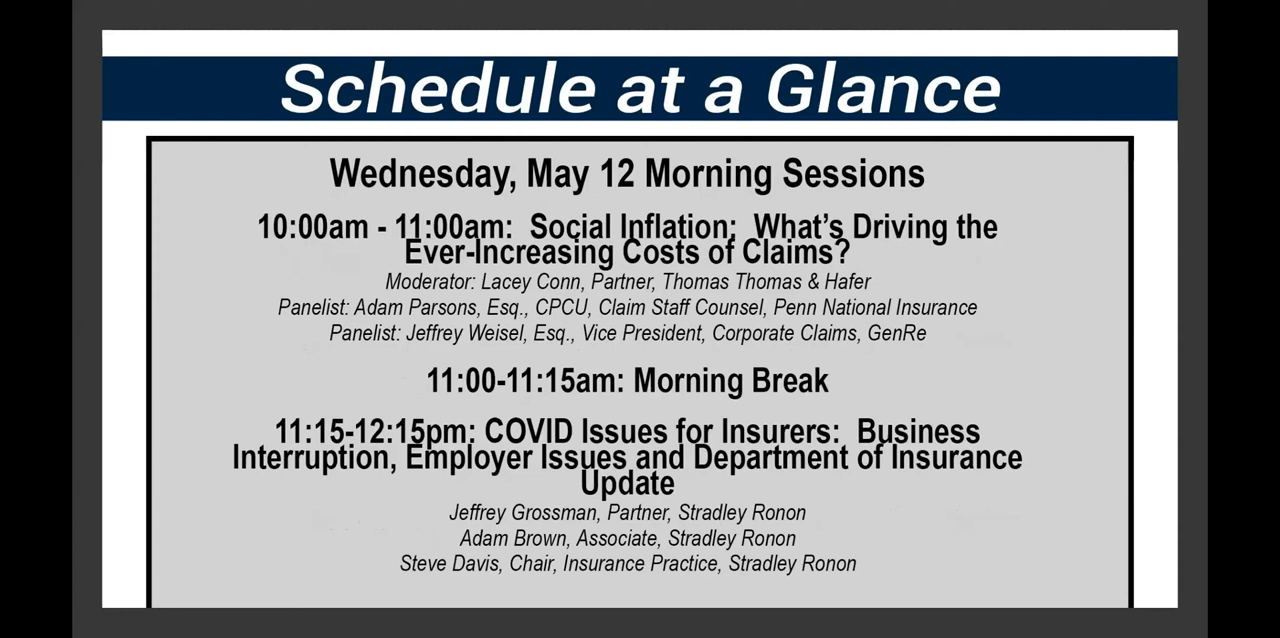 Schedule at a Glance
Wednesday, May 12 Morning Sessions
10:00am - 11:00am:  Social Inflation:  What's Driving the
Ever-Increasing Costs of Claims?
Moderator: Lacey Conn, Partner, Thomas Thomas & Hafer
Panelist: Adam Parsons, Esq., CPCU, Claim Staff Counsel, Penn National Insurance
Panelist: Jeffrey Weisel, Esq., Vice President, Corporate Claims, GenRe
11:00-11:15am: Morning Break
11:15-12:15pm: COVID Issues for Insurers:  Business
Interruption, Employer Issues and Department of Insurance
Update
Jeffrey Grossman, Partner, Stradley Ronon
Adam Brown, Associate, Stradley Ronon
Steve Davis, Chair, Insurance Practice, Stradley Ronon